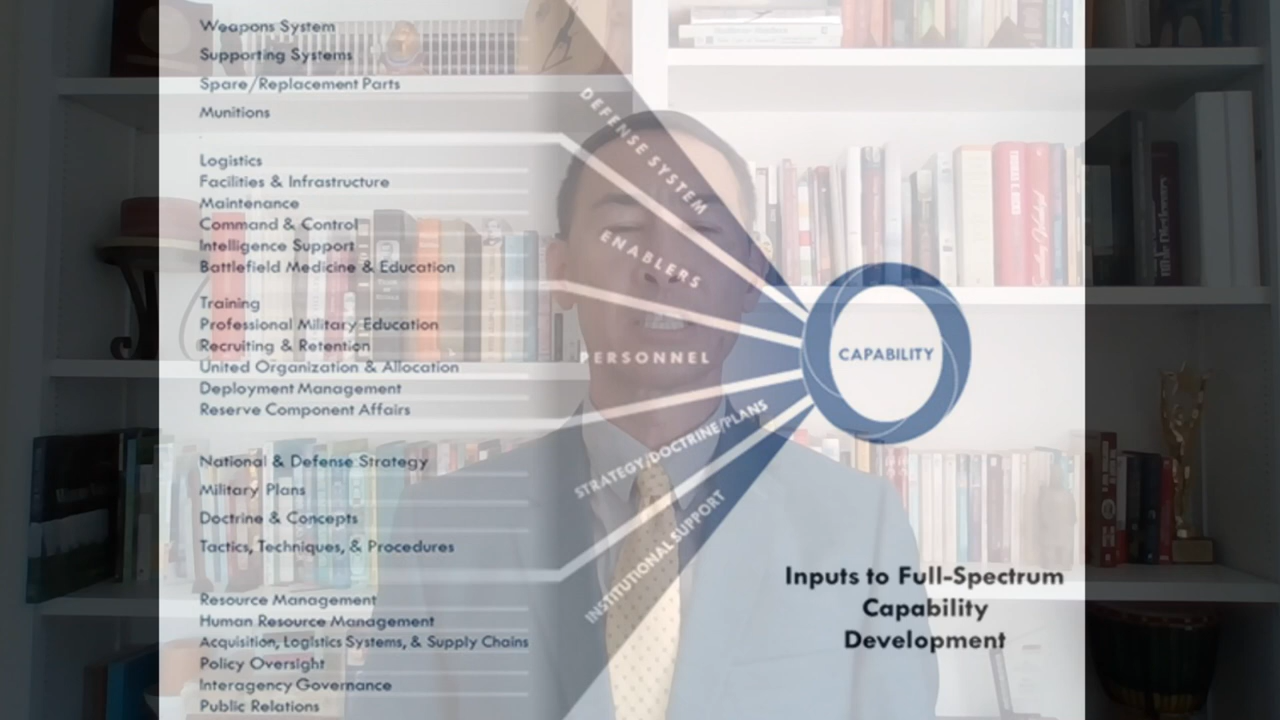 Weapons System
Supporting Systems
Spare/Replacement Parts
Munitions
Logistics
Facilities & Infrastructure
Maintenance
Command & Control
Intelligence Support
Battlefield Medicine & Education
Training
Professional Military Education
Recruiting & Retention
United Organization & Allocation
Deployment Management
Reserve Component Affairs
National & Defense Strategy
Military Plans
Doctrine & Concepts
Tactics, Techniques, & Procedures
Resource Management
Human Resource Management
Acquisition, Logistics Systems, & Supply Chains
Policy Oversight
Interagency Governance
Public Relations
DEFENSE SYSTEM
ENABLERS
PERSONNEL
STRATEGY/DOCTRINE/PLANS
INSTITUTIONAL SUPPORT
CAPABILITY
Inputs to Full-Spectrum
Capability
Development